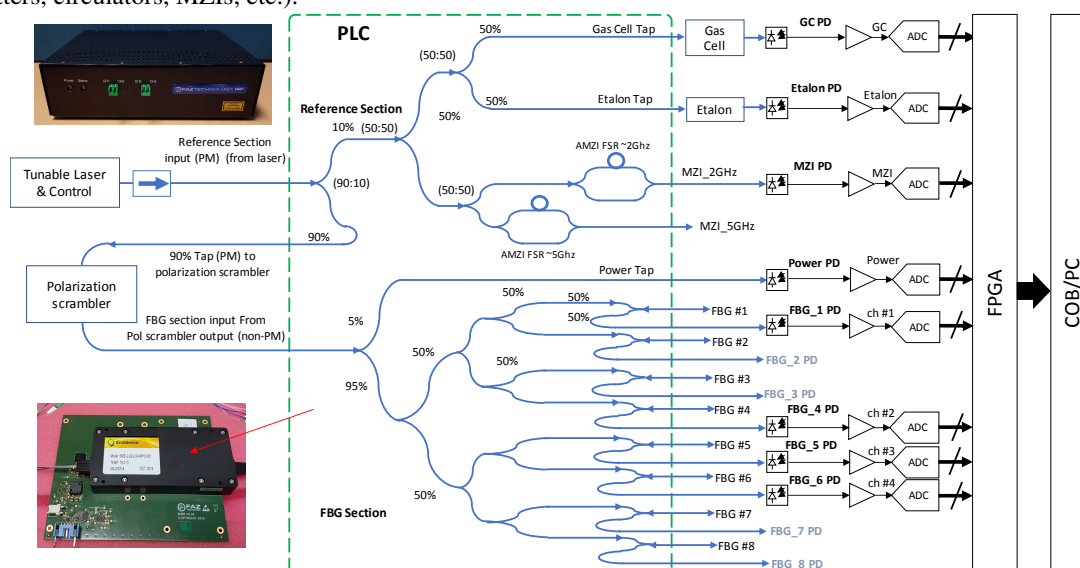 tters, circulators, MZIs, etc.).
PLC
50%
Gas Cell Tap
Gas
Cell
GC PD
GC
ADC
(50:50)
Reference Section
50%
Etalon Tap
Etalon
Etalon PD
Etalon
ADC
50%
10% (50:50)
Reference Section
input (PM) (from laser)
Tunable Laser
& Control
(90:10)
(50:50)
AMZI FSR ~2Ghz
MZI_2GHz
MZI PD
MZI
ADC
90%
AMZI FSR ~5Ghz
MZI_5GHz
90% Tap (PM) to
polarization scrambler
Polarization
scrambler
Power Tap
Power PD
Power
ADC
FBG section input From
Pol scrambler output (non-PM)
5%
95%
50%
50%
50%
FBG #1
FBG_1 PD
ch #1
ADC
FBG #2
FBG_2 PD
50%
50%
FBG #3
FBG_3 PD
FBG #4
FBG_4 PD
ch #2
ADC
FBG #5
FBG_5 PD
ch #3
ADC
FBG #6
FBG_6 PD
ch #4
ADC
50%
FBG Section
FBG #7
FBG_7 PD
FBG #8
FBG_8 PD
FPGA
COB/PC